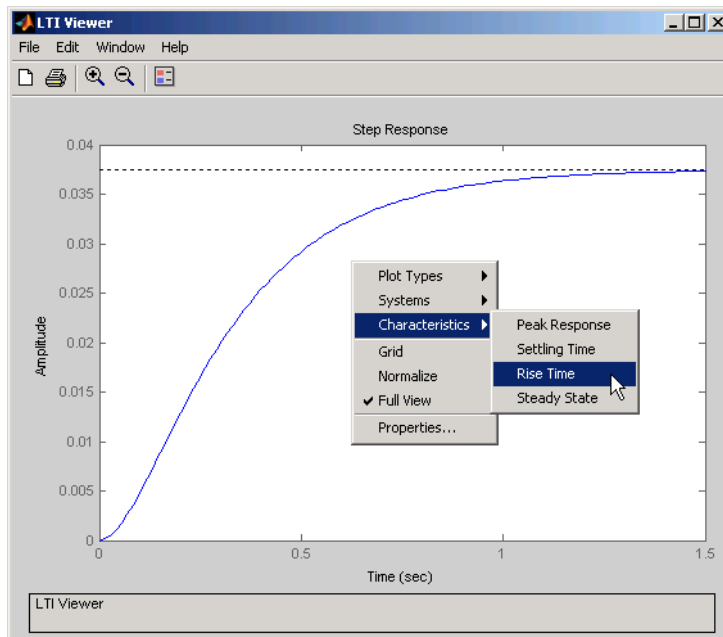 LTI Viewer
File Edit Window Help
Step Response
0.04
0.035
0.03
0.025
0.02
0.015
0.01
0.005
0
Amplitude
Plot Types
Systems
Characteristics
Grid
Normalize
Full View
Properties...
Peak Response
Settling Time
Rise Time
Steady State
0 0.5 1 1.5
Time (sec)
LTI Viewer